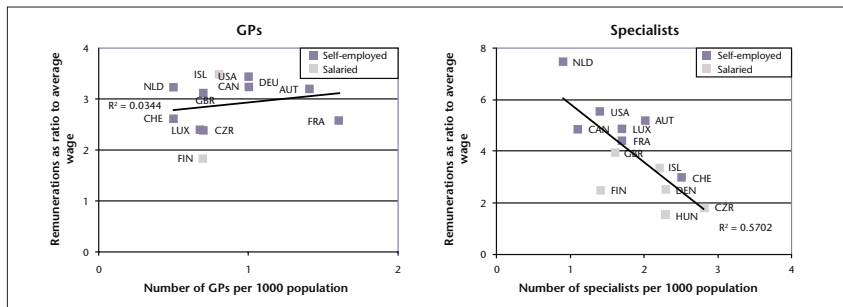 GPs
Remunerations as ratio to average wage
4
3
2
1
0
0
1
2
Number of GPs per 1000 population
Self-employed
Salaried
NLD
ISL
USA
CAN
DEU
AUT
GBR
R² = 0.0344
CHE
LUX
CZR
FRA
FIN
Specialists
Remunerations as ratio to average wage
8
6
4
2
0
0
1
2
3
4
Number of specialists per 1000 population
Self-employed
Salaried
NLD
USA
AUT
CAN
LUX
FRA
GBR
ISL
CHE
FIN
DEN
HUN
CZR
R² = 0.5702